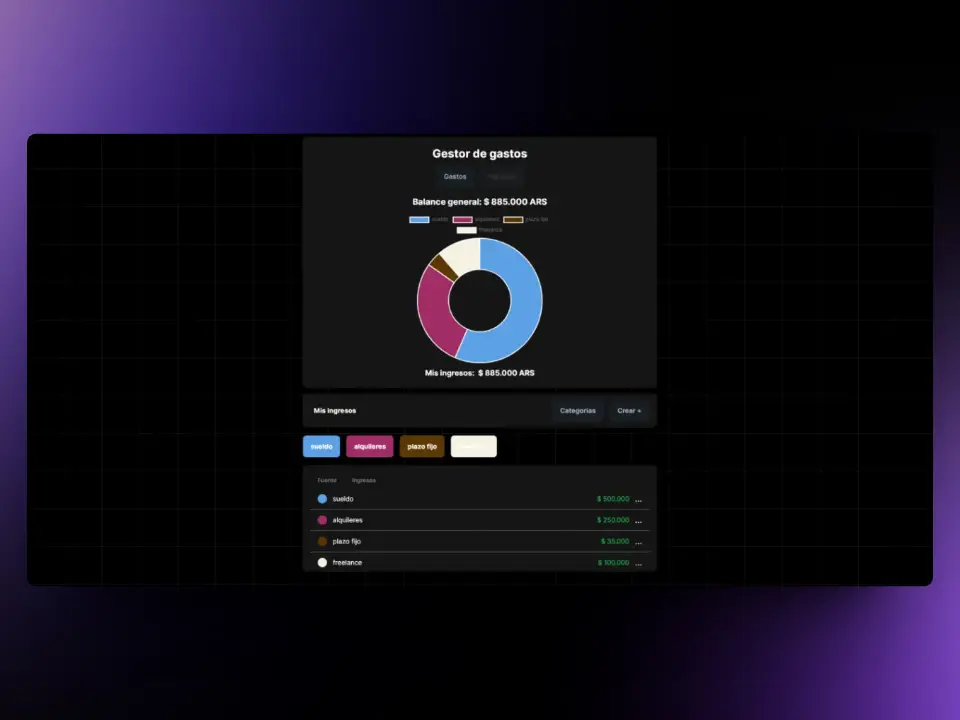 Gestor de gastos
Gastos
Balance general: $ 885.000 ARS
sueldo alquileres plazo fijo
freelance
Mis ingresos: $ 885.000 ARS
Mis ingresos Categorias Crear +
sueldo alquileres plazo fijo
Fuente Ingresos
sueldo $ 500.000 ...
alquileres $ 250.000 ...
plazo fijo $ 35.000 ...
freelance $ 100.000 ...